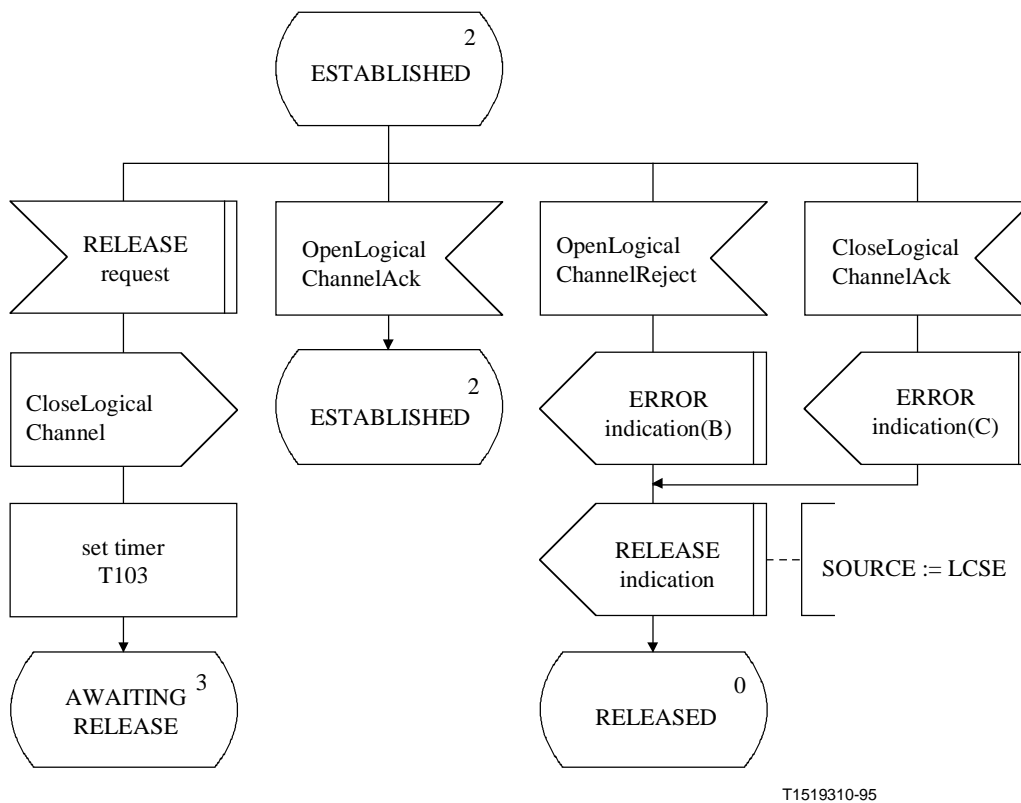 2
ESTABLISHED
RELEASE
request
OpenLogical
ChannelAck
OpenLogical
ChannelReject
CloseLogical
ChannelAck
CloseLogical
Channel
2
ESTABLISHED
ERROR
indication(B)
ERROR
indication(C)
set timer
T103
RELEASE
indication
SOURCE := LCSE
3
AWAITING
RELEASE
0
RELEASED
T1519310-95